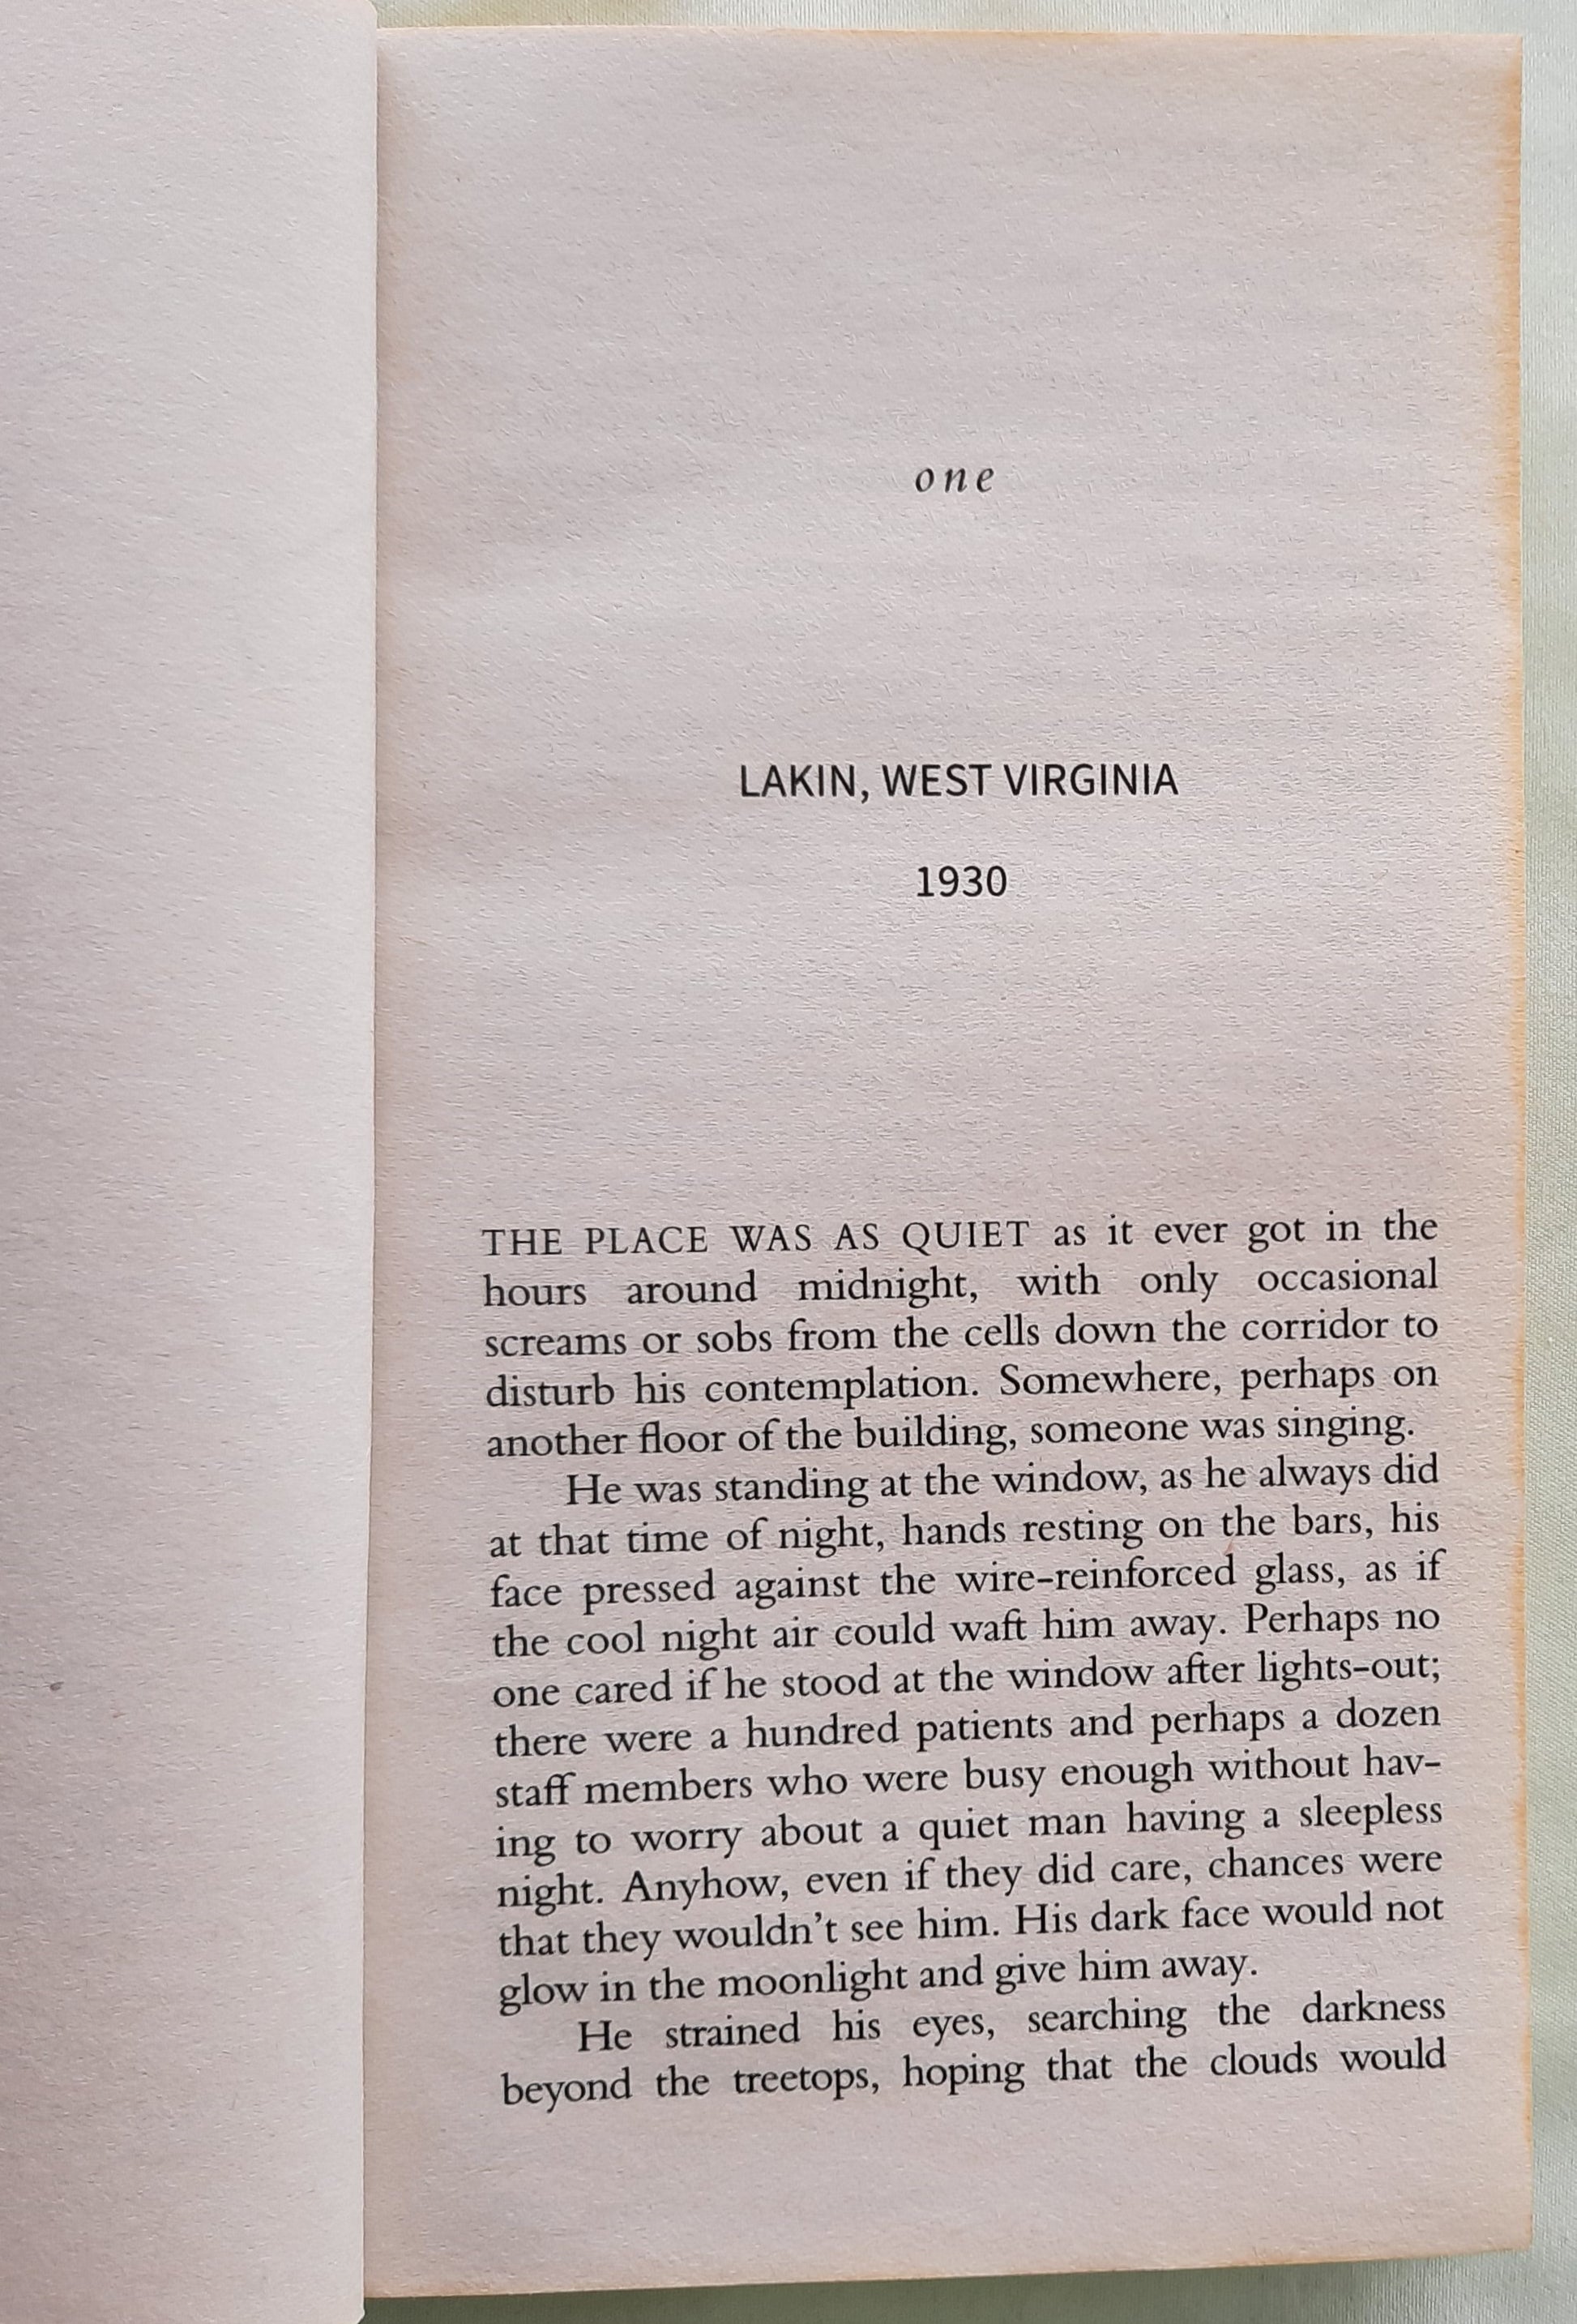 one
LAKIN, WEST VIRGINIA
1930
THE PLACE WAS AS QUIET as it ever got in the
hours around midnight, with only occasional
screams or sobs from the cells down the corridor to
disturb his contemplation. Somewhere, perhaps on
another floor of the building, someone was singing.
He was standing at the window, as he always did
at that time of night, hands resting on the bars, his
face pressed against the wire-reinforced glass, as if
the cool night air could waft him away. Perhaps no
one cared if he stood at the window after lights-out;
there were a hundred patients and perhaps a dozen
staff members who were busy enough without hav-
ing to worry about a quiet man having a sleepless
night. Anyhow, even if they did care, chances were
that they wouldn't see him. His dark face would not
glow in the moonlight and give him away.
He strained his eyes, searching the darkness
beyond the treetops, hoping that the clouds would